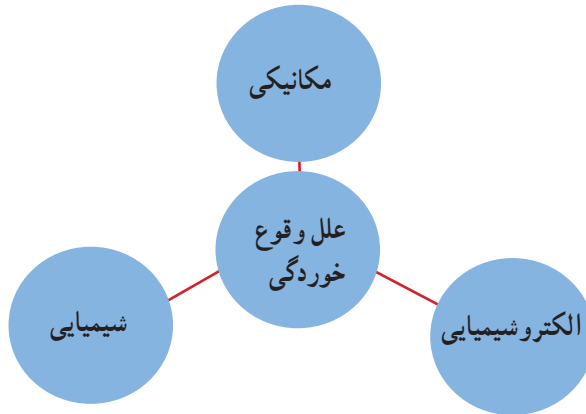 مکانیکی
علل وقوع
خوردگی
الکتروشیمیایی
شیمیایی